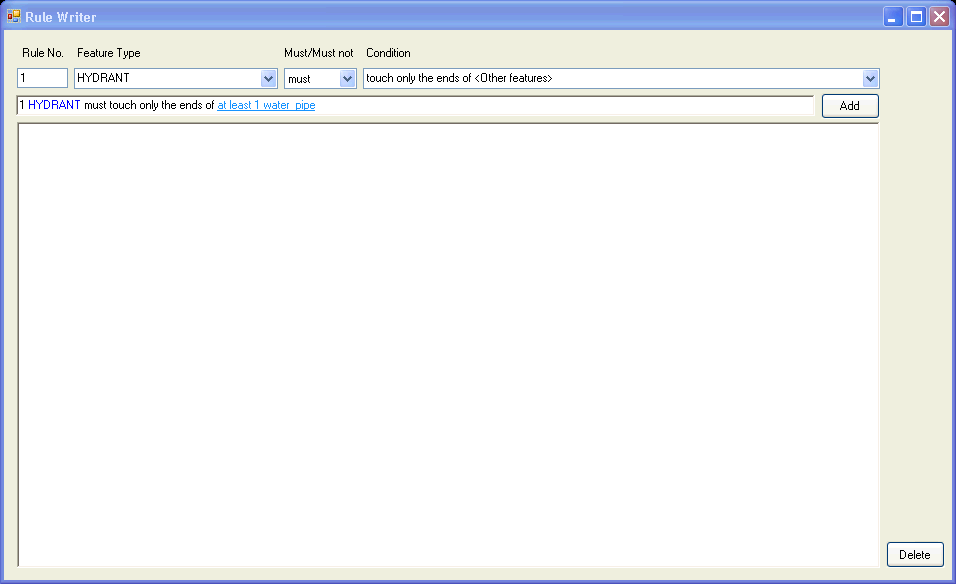 Rule Writer
Rule No. Feature Type Must/Must not Condition
1 HYDRANT must touch only the ends of <Other features>
1 HYDRANT must touch only the ends of at least 1 water_pipe
Add
Delete